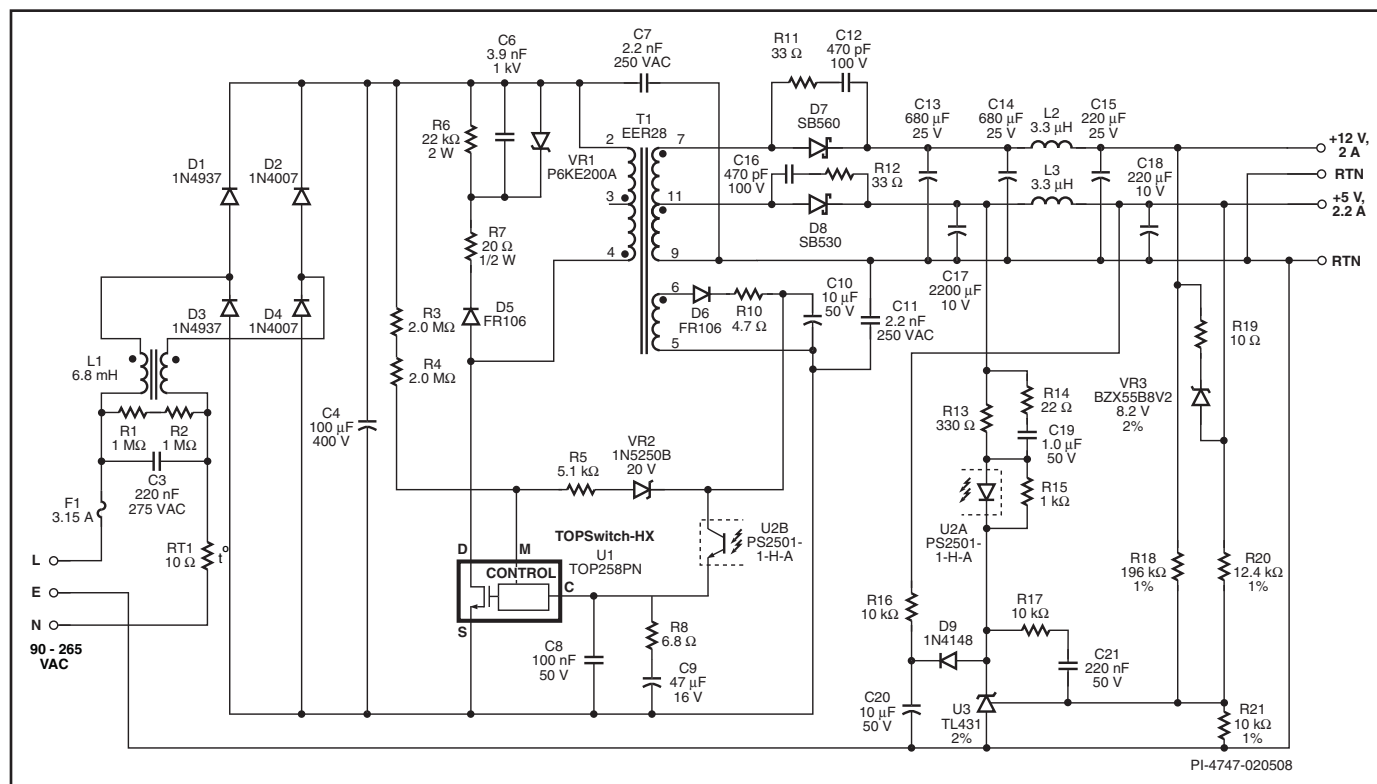 C6
3.9 nF
1 kV
C7
2.2 nF
250 VAC
R11
33 Ω
C12
470 pF
100 V
D7
SB560
C13
680 µF
25 V
C14
680 µF
25 V
L2
3.3 µH
C15
220 µF
25 V
+12 V,
2 A
RTN
+5 V,
2.2 A
RTN
T1
EER28
2
3
4
7
11
9
6
5
R6
22 kΩ
2 W
VR1
P6KE200A
C16
470 pF
100 V
R12
33 Ω
D8
SB530
L3
3.3 µH
C18
220 µF
10 V
D1
1N4937
D2
1N4007
D3
1N4937
D4
1N4007
R7
20 Ω
1/2 W
D5
FR106
D6
FR106
R10
4.7 Ω
C10
10 µF
50 V
C11
2.2 nF
250 VAC
C17
2200 µF
10 V
R3
2.0 MΩ
R4
2.0 MΩ
L1
6.8 mH
R1
1 MΩ
R2
1 MΩ
C3
220 nF
275 VAC
C4
100 µF
400 V
F1
3.15 A
RT1
10 Ω
t°
L
E
N
90 - 265
VAC
R5
5.1 kΩ
VR2
1N5250B
20 V
TOPSwitch-HX
U1
TOP258PN
D
M
CONTROL
C
S
U2B
PS2501-
1-H-A
C8
100 nF
50 V
R8
6.8 Ω
C9
47 µF
16 V
R13
330 Ω
R14
22 Ω
C19
1.0 µF
50 V
R15
1 kΩ
U2A
PS2501-
1-H-A
R19
10 Ω
VR3
BZX55B8V2
8.2 V
2%
R18
196 kΩ
1%
R20
12.4 kΩ
1%
R16
10 kΩ
D9
1N4148
R17
10 kΩ
C21
220 nF
50 V
C20
10 µF
50 V
U3
TL431
2%
R21
10 kΩ
1%
PI-4747-020508